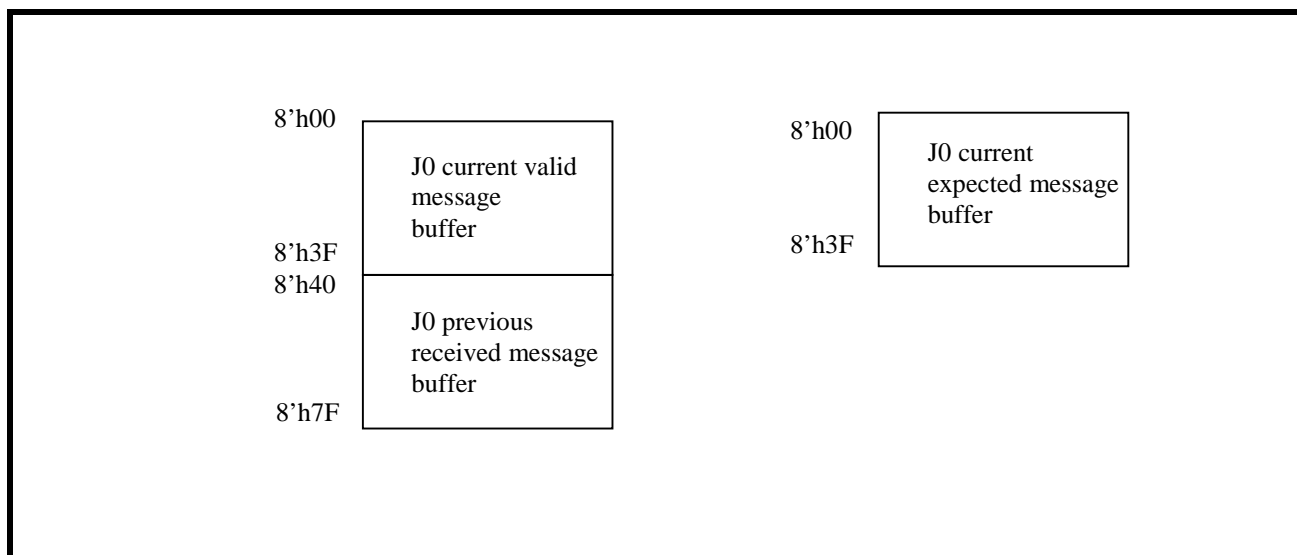 8’h00
J0 current valid
message
buffer
8’h3F
8’h40
J0 previous
received message
buffer
8’h7F
8’h00
J0 current
expected message
buffer
8’h3F